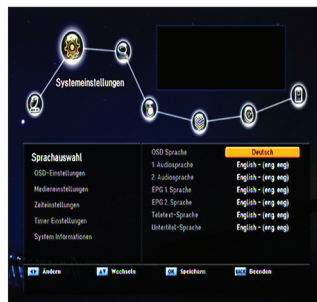 Systemeinstellungen
Sprachauswahl
OSD-Einstellungen
Medieneinstellungen
Zeiteinstellungen
Timer Einstellungen
System Informationen
OSD Sprache Deutsch
1. Audiosprache English - (eng eng)
2. Audiosprache English - (eng eng)
EPG 1. Sprache English - (eng eng)
EPG 2. Sprache English - (eng eng)
Teletext-Sprache English - (eng eng)
Untertitel-Sprache English - (eng eng)
Ändern Wechseln OK Speichern Beenden